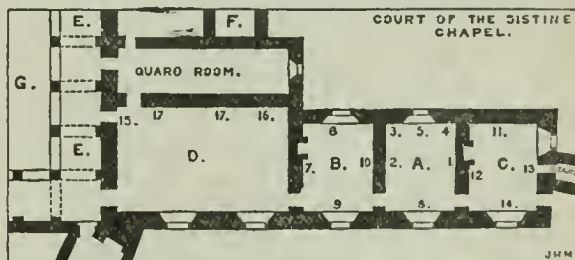 E. F. COURT OF THE SISTINE
CHAPEL.
G. QUARO ROOM.
15. 17 17. 16. 6 3. 5. 4 11.
E. D. 7. B. 10 2. A. 1 C. 13
12
9 8. 14.
JHM